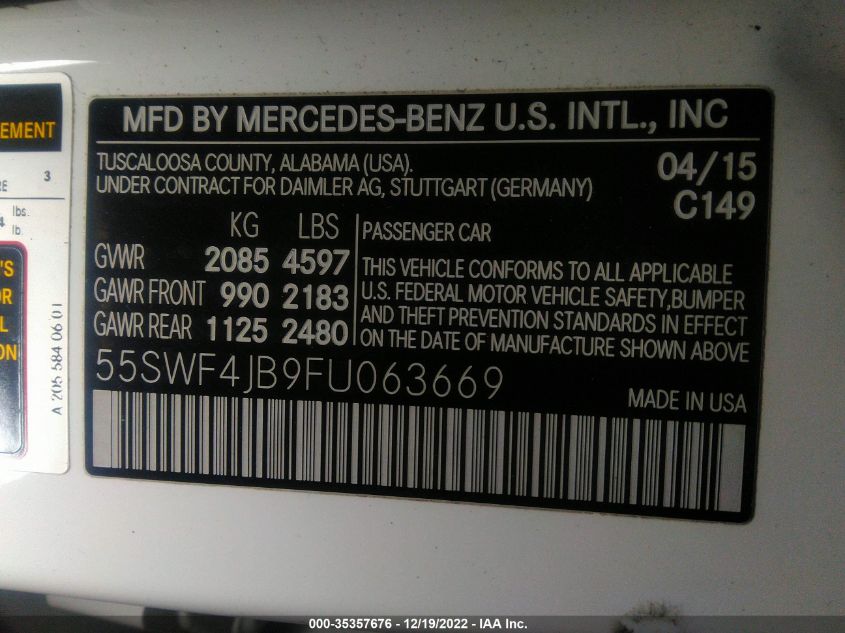 EMENT
3
lbs.
lb.
'S
ON
A 205 584 06 01
MFD BY MERCEDES-BENZ U.S. INTL., INC
TUSCALOOSA COUNTY, ALABAMA (USA). 04/15
UNDER CONTRACT FOR DAIMLER AG, STUTTGART (GERMANY)
C149
KG LBS
PASSENGER CAR
GVWR 2085 4597
GAWR FRONT 990 2183
GAWR REAR 1125 2480
THIS VEHICLE CONFORMS TO ALL APPLICABLE
U.S. FEDERAL MOTOR VEHICLE SAFETY,BUMPER
AND THEFT PREVENTION STANDARDS IN EFFECT
ON THE DATE OF MANUFACTURE SHOWN ABOVE
55SWF4JB9FU063669
MADE IN USA
000-35357676 - 12/19/2022 - IAA Inc.